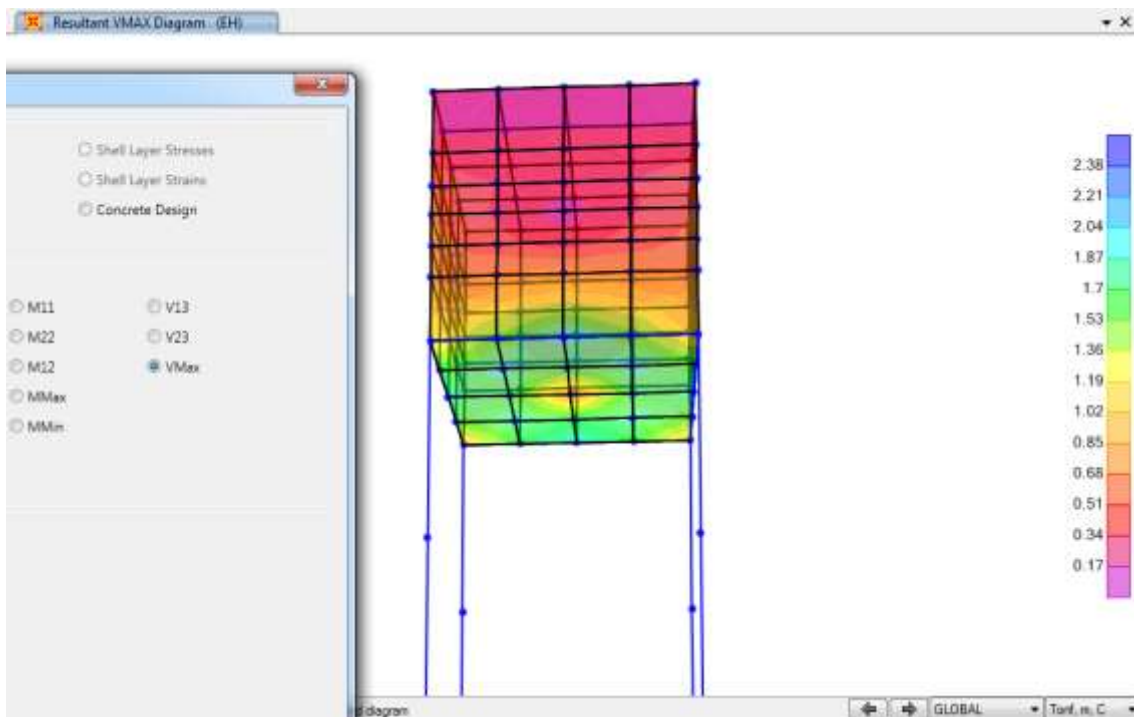 Resultant VMAX Diagram (EH)
Shell Layer Stresses
Shell Layer Strains
Concrete Design
M11
V13
M22
V23
M12
VMax
MMax
MMin
2.38
2.21
2.04
1.87
1.7
1.53
1.36
1.19
1.02
0.85
0.68
0.51
0.34
0.17
diagram
GLOBAL
Tonf, m, C